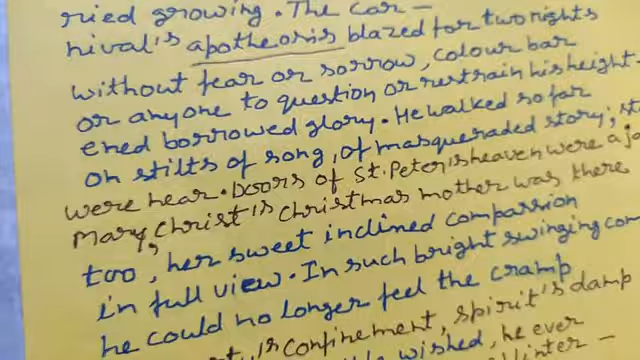 ried growing. The car-
nival's apotheosis blazed for two nights
without fear or sorrow, colour bar
or anyone to question or restrain his height-
ened borrowed glory. He walked so far
on stilts of song, of masqueraded story; st
were near. Doors of St. Peter's heaven were ajar
Mary, Christ's Christmas mother was there
too, her sweet inclined compassion
in full view. In such bright swinging com
he could no longer feel the cramp
confinement, spirit's damp
wished, he ever